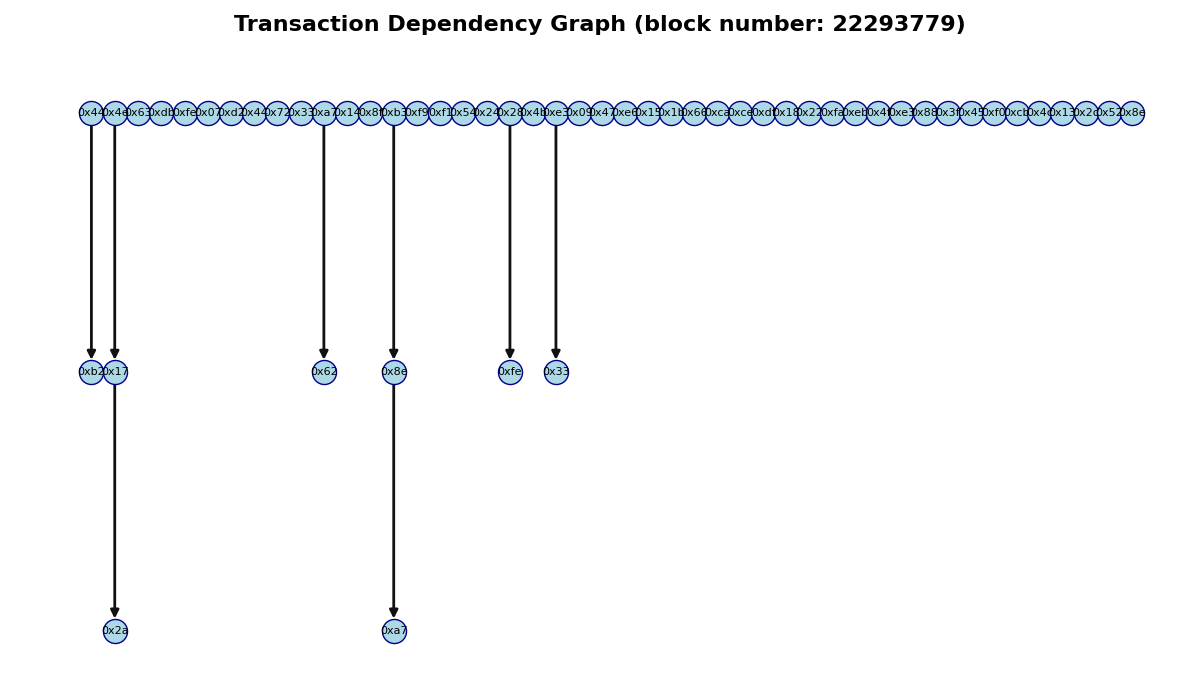 Transaction Dependency Graph (block number: 22293779)
0x44 0x4e 0x63 0xdb 0xfe 0x07 0xd2 0x44 0x72 0x33 0xa7 0x14 0x8f 0xb3 0xf9 0xf1 0x54 0x24 0x28 0x4b 0xe3 0x09 0x47 0xe6 0x15 0x1b 0x66 0xca 0xce 0xdf 0x18 0x22 0xfa 0xeb 0x4f 0xe3 0x88 0x3f 0x45 0xf0 0xcb 0x4c 0x13 0x2c 0x52 0x8e
0xb2 0x17 0x62 0x8e 0xfe 0x33
0x2a 0xa7